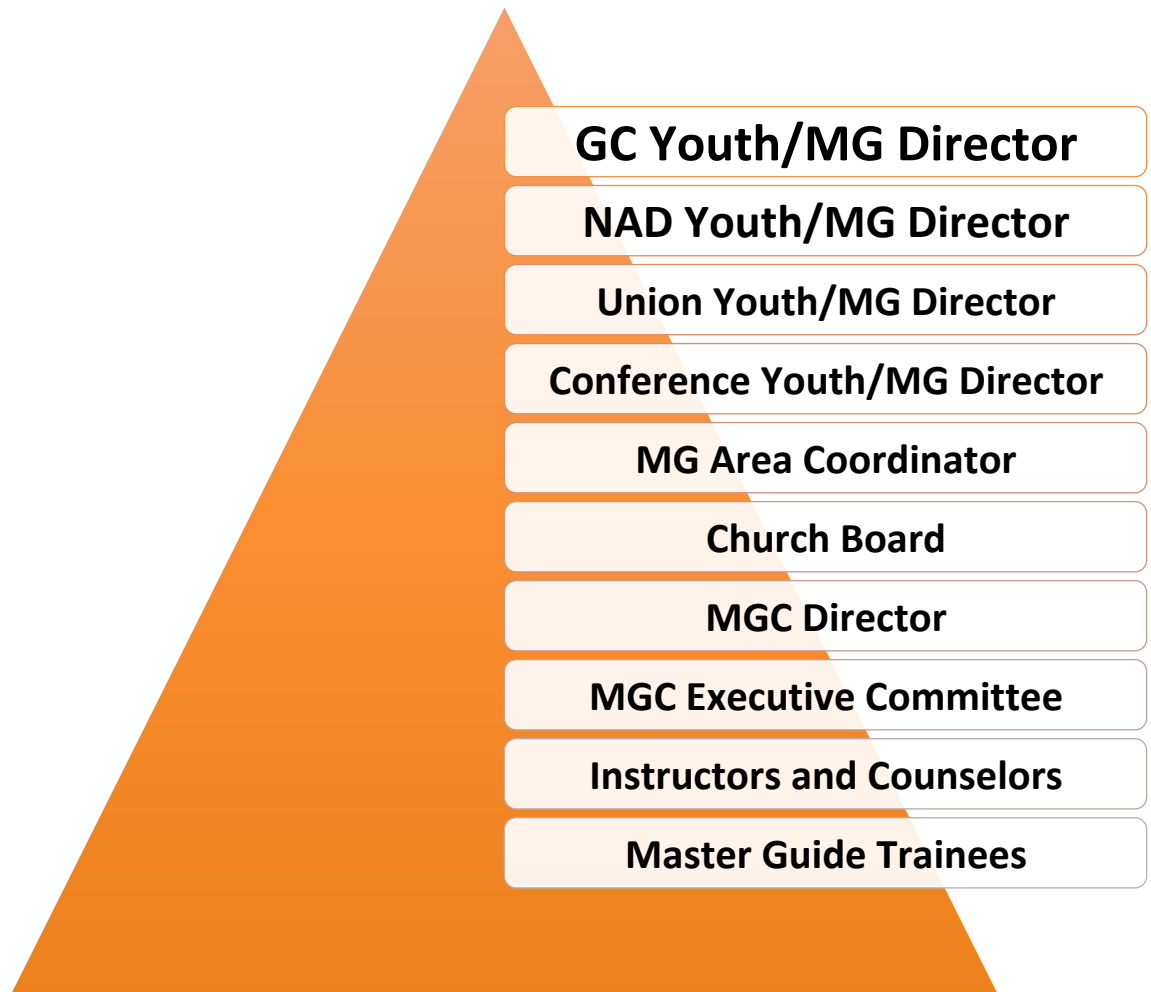 GC Youth/MG Director
NAD Youth/MG Director
Union Youth/MG Director
Conference Youth/MG Director
MG Area Coordinator
Church Board
MGC Director
MGC Executive Committee
Instructors and Counselors
Master Guide Trainees